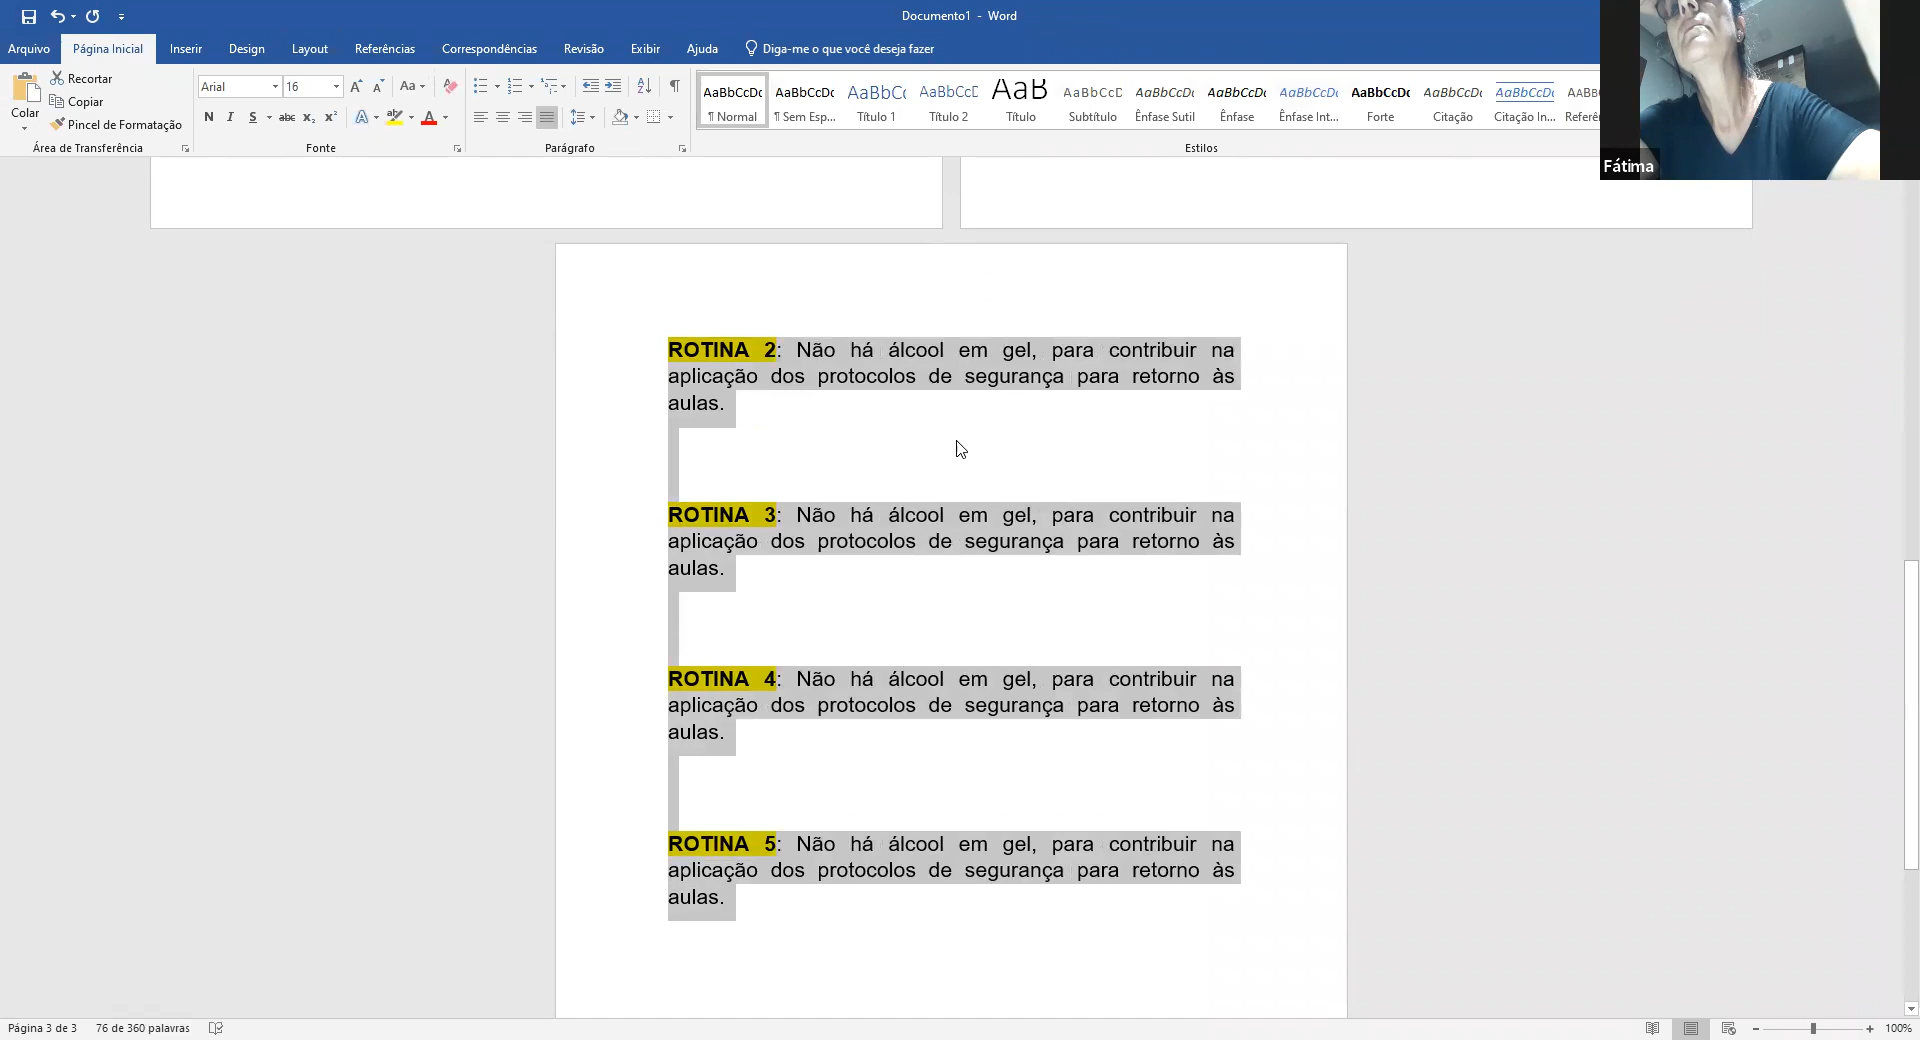 Documento1 - Word
Arquivo Página Inicial Inserir Design Layout Referências Correspondências Revisão Exibir Ajuda Diga-me o que você deseja fazer
Colar
Recortar
Copiar
Pincel de Formatação
Área de Transferência
Arial 16
Aa
N I S abc x₂ x² A A
Fonte
Parágrafo
AaBbCcDc AaBbCcDc AaBbCc AaBbCcD AaB AaBbCcD AaBbCcDc AaBbCcDc AaBbCcDc AaBbCcDc AaBbCcDc AaBbCcDc
¶ Normal ¶ Sem Esp... Título 1 Título 2 Título Subtítulo Ênfase Sutil Ênfase Ênfase Int... Forte Citação Citação In...
Estilos
Fátima
ROTINA 2: Não há álcool em gel, para contribuir na
aplicação dos protocolos de segurança para retorno às
aulas.
ROTINA 3: Não há álcool em gel, para contribuir na
aplicação dos protocolos de segurança para retorno às
aulas.
ROTINA 4: Não há álcool em gel, para contribuir na
aplicação dos protocolos de segurança para retorno às
aulas.
ROTINA 5: Não há álcool em gel, para contribuir na
aplicação dos protocolos de segurança para retorno às
aulas.
Página 3 de 3 76 de 360 palavras 100%